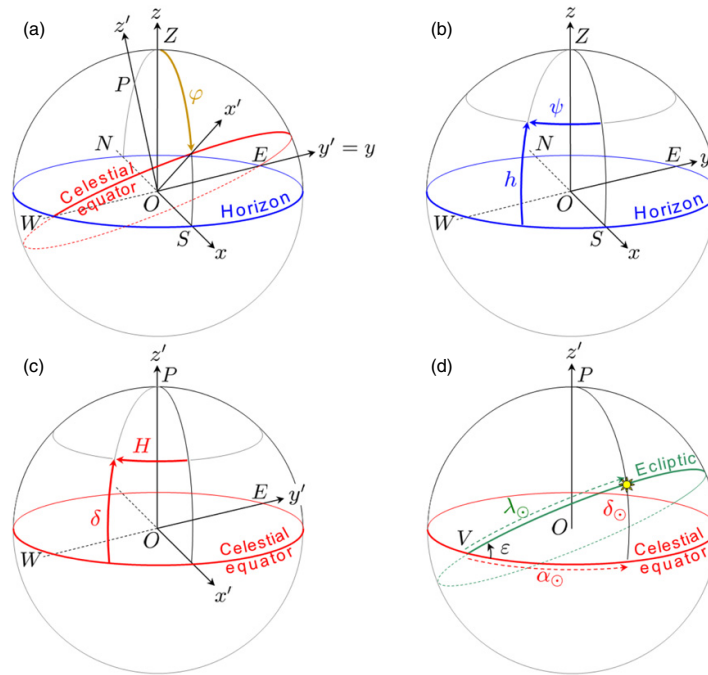 (a)
z
z′
Z
P
φ
x′
N
y′ = y
E
Celestial
equator
O
W
Horizon
S
x
(b)
z
Z
ψ
N
y
E
h
O
W
Horizon
S
x
(c)
z′
P
H
E
y′
δ
O
W
Celestial
equator
x′
(d)
z′
P
Ecliptic
λ☉
δ☉
V
O
ε
Celestial
equator
α☉